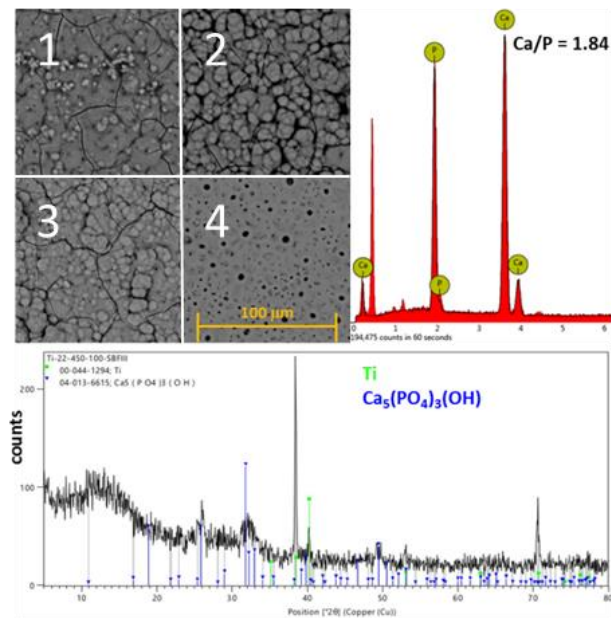 1
2
3
4
100 µm
Ca/P = 1.84
Ca
P
Ca
P
Ca
0 1 2 3 4 5 6
194,475 counts in 60 seconds
Ti-22-450-100-SBFIII
00-044-1294; Ti
04-013-6615; Ca5 ( P O4 )3 ( O H )
Ti
Ca₅(PO₄)₃(OH)
counts
200
100
0
10 20 30 40 50 60 70 80
Position [°2θ] (Copper (Cu))